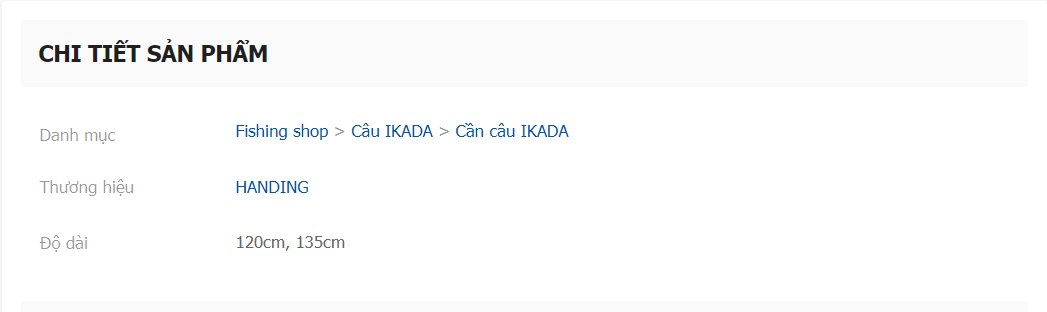 CHI TIẾT SẢN PHẨM
Danh mục Fishing shop > Câu IKADA > Cần câu IKADA
Thương hiệu HANDING
Độ dài 120cm, 135cm